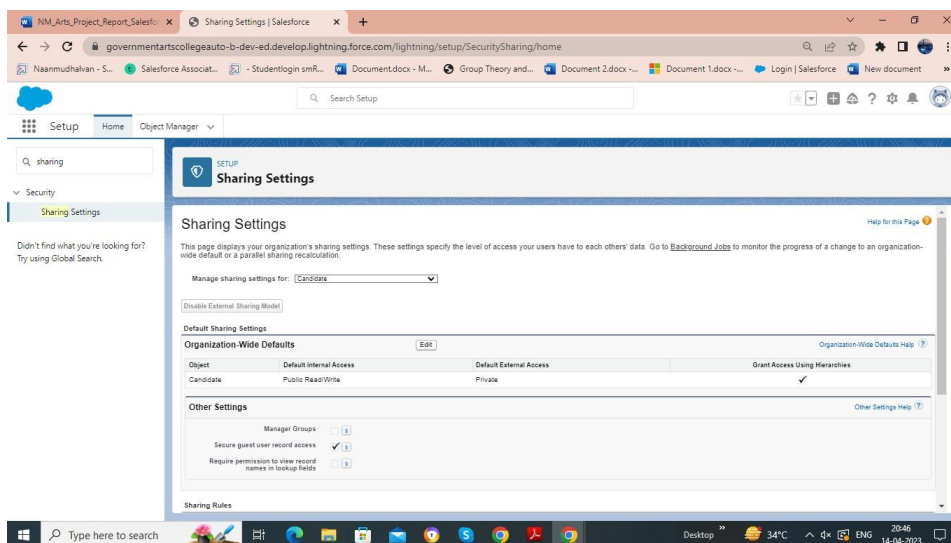 NM_Arts_Project_Report_Salesfo
Sharing Settings | Salesforce
governmentartscollegeauto-b-dev-ed.develop.lightning.force.com/lightning/setup/SecuritySharing/home
Naanmudhalvan - S...
Salesforce Associat...
- Studentlogin smR...
Document.docx - M...
Group Theory and...
Document 2.docx -...
Document 1.docx -...
Login | Salesforce
New document
Search Setup
Setup
Home
Object Manager
sharing
Security
Sharing Settings
Didn't find what you're looking for?
Try using Global Search.
SETUP
Sharing Settings
Sharing Settings
Help for this Page
This page displays your organization's sharing settings. These settings specify the level of access your users have to each others' data. Go to Background Jobs to monitor the progress of a change to an organization-
wide default or a parallel sharing recalculation.
Manage sharing settings for: Candidate
Disable External Sharing Model
Default Sharing Settings
Organization-Wide Defaults Edit Organization-Wide Defaults Help ?
Object Default Internal Access Default External Access Grant Access Using Hierarchies
Candidate Public Read/Write Private
Other Settings Other Settings Help ?
Manager Groups i
Secure guest user record access i
Require permission to view record
names in lookup fields i
Sharing Rules
Type here to search
Desktop
34°C
ENG
20:46
14-04-2023